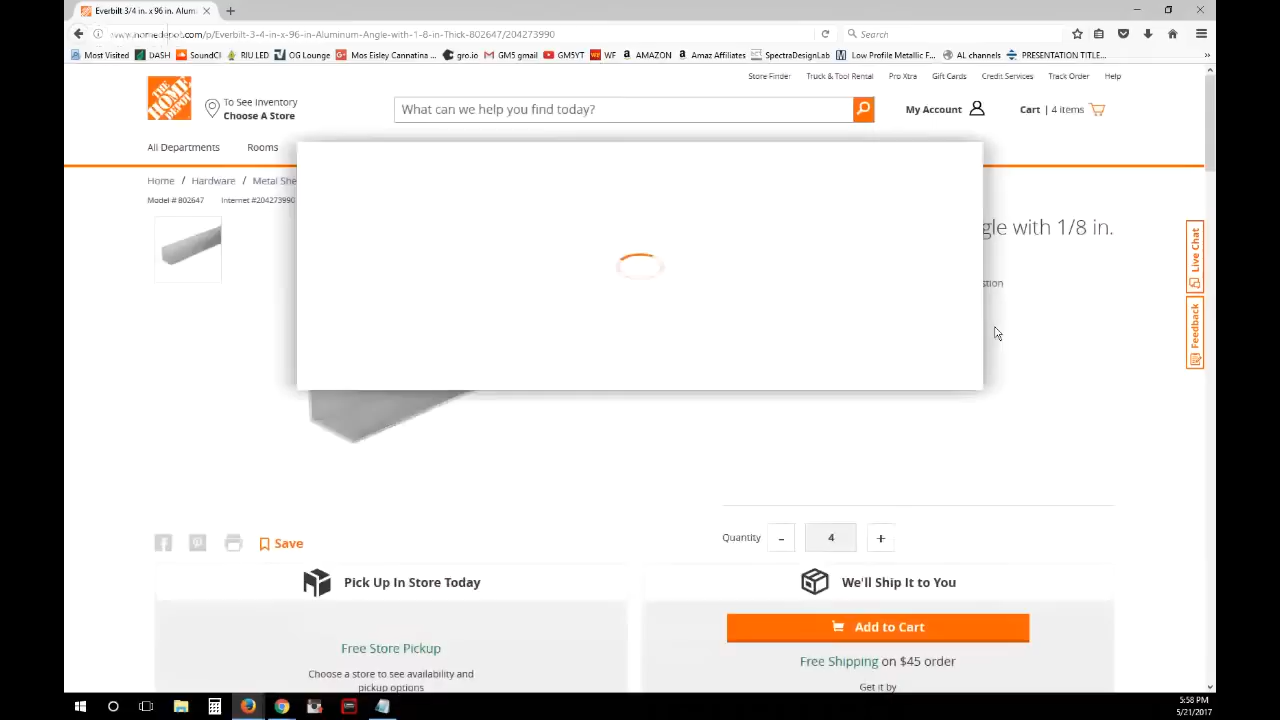 Everbilt 3/4 in. x 96 in. Alumi
www.homedepot.com/p/Everbilt-3-4-in-x-96-in-Aluminum-Angle-with-1-8-in-Thick-802647/204273990
Search
Most Visited DASH SoundCl RIU LED OG Lounge Mos Eisley Cannatina ... gro.io GM5 gmail GM5YT WF AMAZON Amaz Affiliates SpectraDesignLab Low Profile Metallic F... AL channels PRESENTATION TITLE...
Store Finder Truck & Tool Rental Pro Xtra Gift Cards Credit Services Track Order Help
THE HOME DEPOT
To See Inventory
Choose A Store
What can we help you find today?
My Account
Cart | 4 items
All Departments Rooms
Home / Hardware / Metal She
Model # 802647 Internet #204273990
gle with 1/8 in.
stion
Live Chat
Feedback
Quantity - 4 +
Save
Pick Up In Store Today
We'll Ship It to You
Add to Cart
Free Store Pickup
Free Shipping on $45 order
Choose a store to see availability and
pickup options
Get it by
5:58 PM
5/21/2017